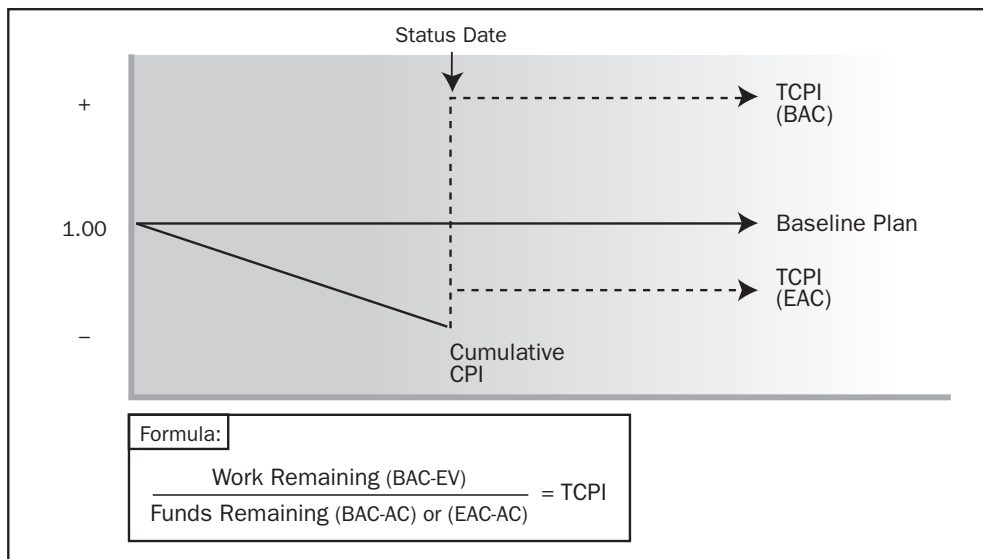 Status Date
+
TCPI
(BAC)
1.00
Baseline Plan
TCPI
(EAC)
–
Cumulative
CPI
Formula:
Work Remaining (BAC-EV)
= TCPI
Funds Remaining (BAC-AC) or (EAC-AC)